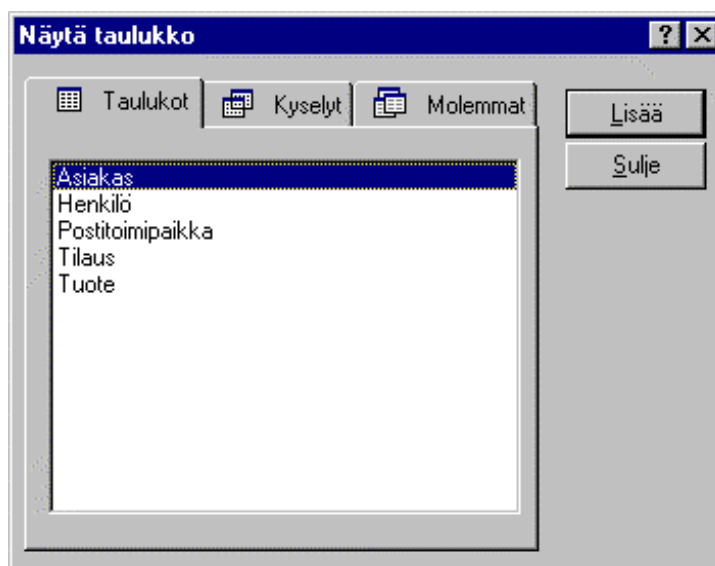 Näytä taulukko
Taulukot Kyselyt Molemmat
Lisää
Sulje
Asiakas
Henkilö
Postitoimipaikka
Tilaus
Tuote